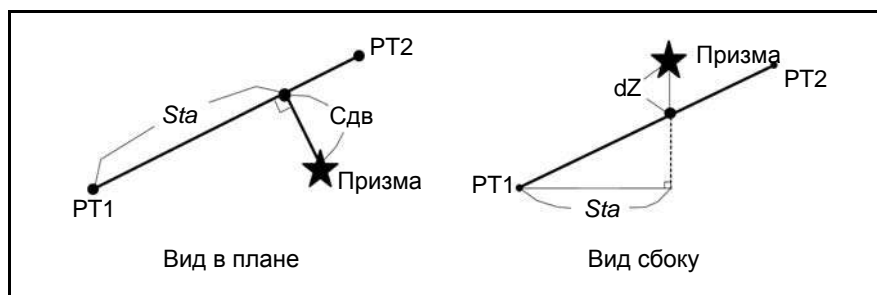 PT2
Sta
Сдв
Призма
PT1
Вид в плане
Призма
PT2
dZ
PT1
Sta
Вид сбоку